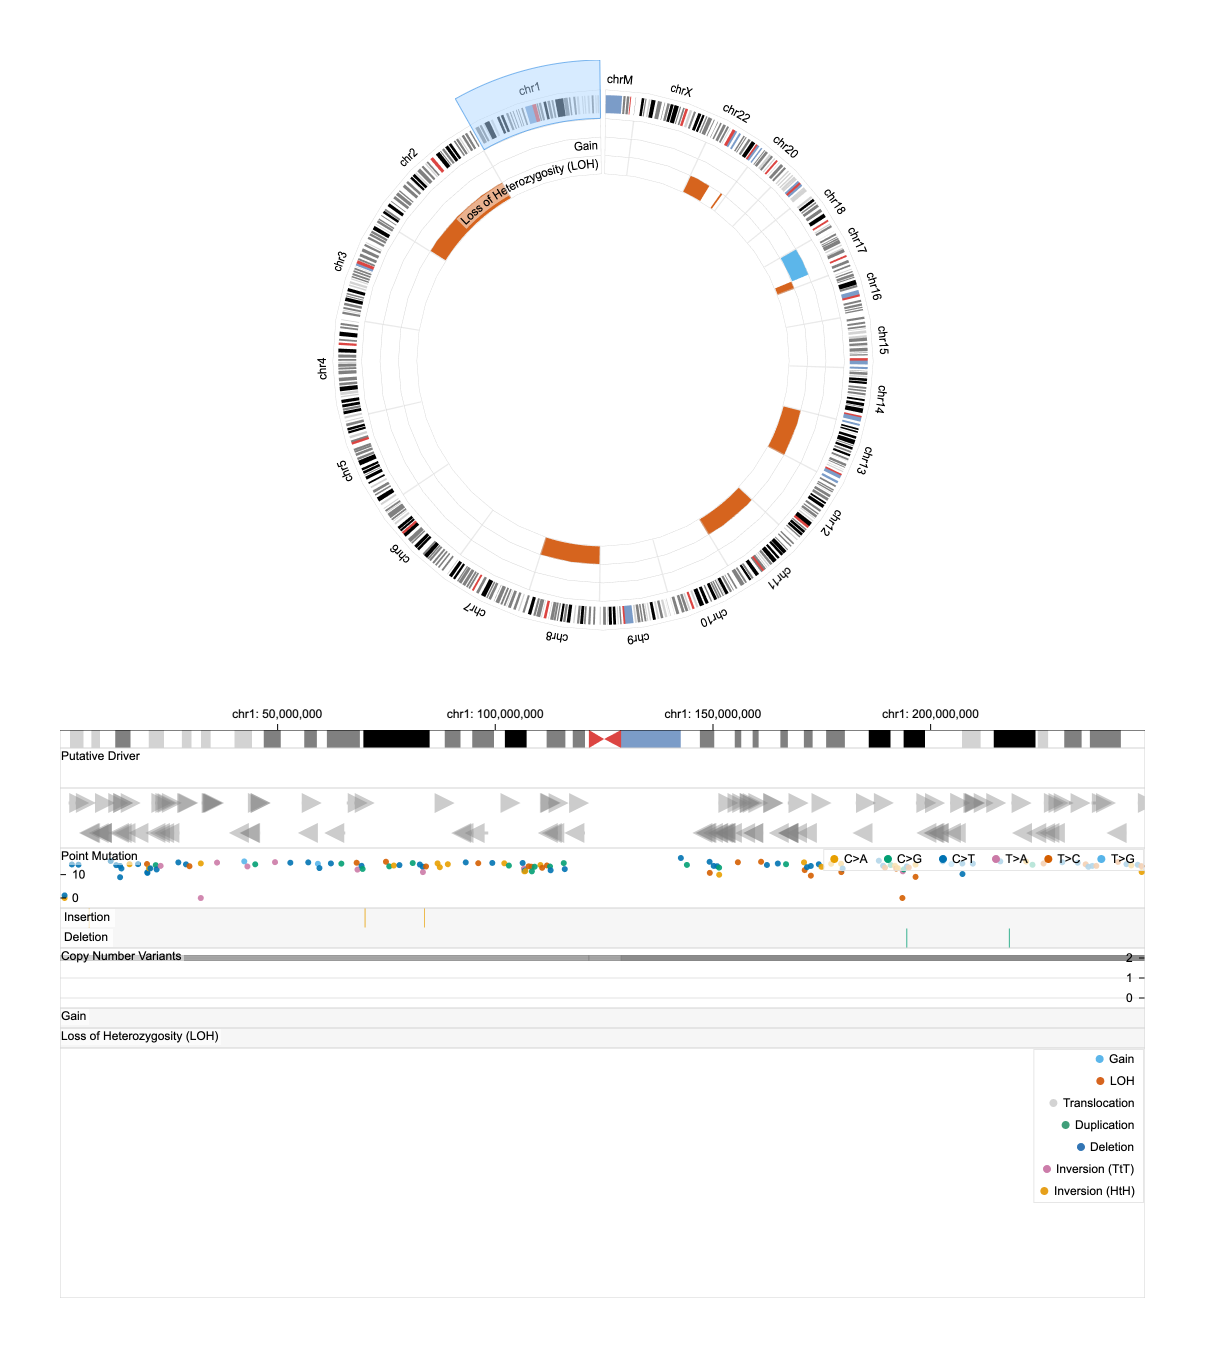 chr1
chrM
chrX
chr22
chr20
chr18
chr17
chr16
chr15
chr14
chr13
chr12
chr11
chr10
chr9
chr8
chr7
chr6
chr5
chr4
chr3
chr2
Gain
Loss of Heterozygosity (LOH)
chr1: 50,000,000
chr1: 100,000,000
chr1: 150,000,000
chr1: 200,000,000
Putative Driver
Point Mutation
C>A C>G C>T T>A T>C T>G
10
0
Insertion
Deletion
Copy Number Variants
2
1
0
Gain
Loss of Heterozygosity (LOH)
Gain
LOH
Translocation
Duplication
Deletion
Inversion (TtT)
Inversion (HtH)